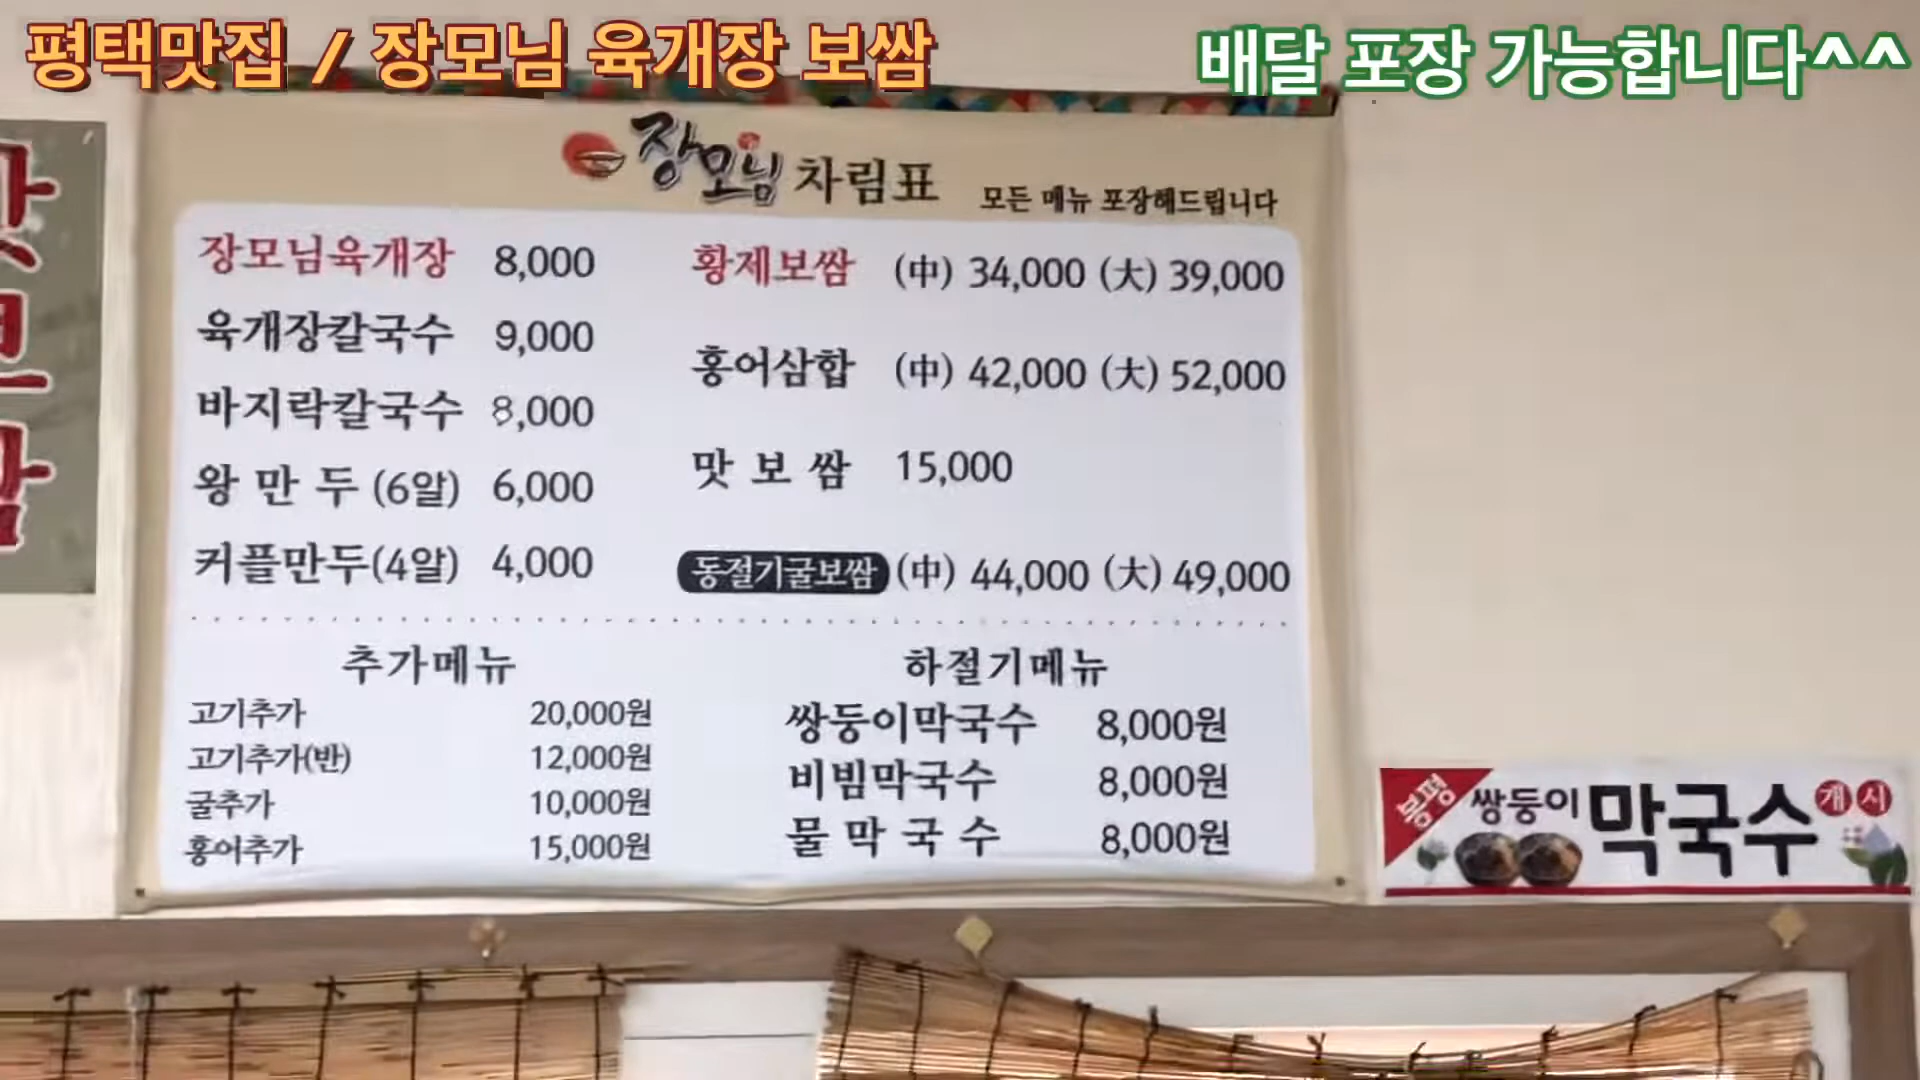 평택맛집 / 장모님 육개장 보쌈
배달 포장 가능합니다^^
장모님 차림표 모든 메뉴 포장해드립니다
장모님육개장 8,000
육개장칼국수 9,000
바지락칼국수 8,000
왕 만 두 (6알) 6,000
커플만두(4알) 4,000
황제보쌈 (中) 34,000 (大) 39,000
홍어삼합 (中) 42,000 (大) 52,000
맛 보 쌈 15,000
동절기굴보쌈 (中) 44,000 (大) 49,000
추가메뉴
고기추가 20,000원
고기추가(반) 12,000원
굴추가 10,000원
홍어추가 15,000원
하절기메뉴
쌍둥이막국수 8,000원
비빔막국수 8,000원
물 막 국 수 8,000원
봉평 쌍둥이 막국수 개시